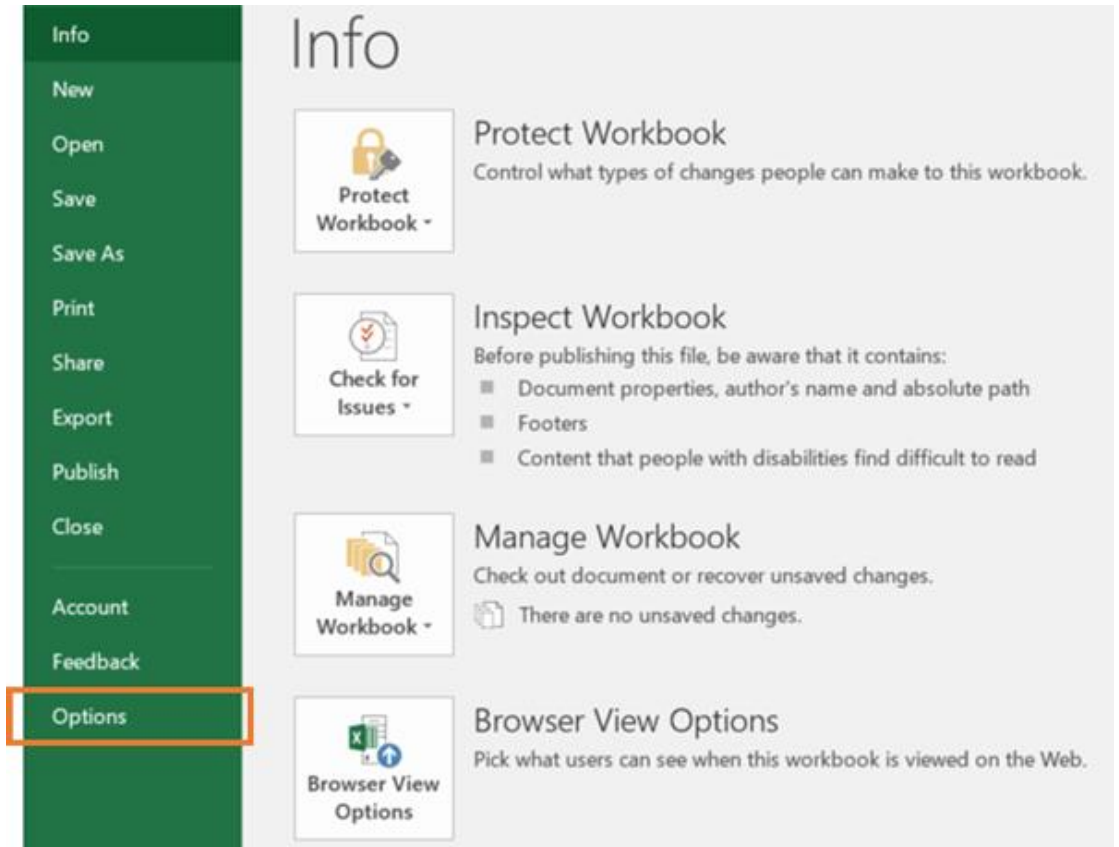 Info
New
Open
Save
Save As
Print
Share
Export
Publish
Close
Account
Feedback
Options
Info
Protect
Workbook
Protect Workbook
Control what types of changes people can make to this workbook.
Check for
Issues
Inspect Workbook
Before publishing this file, be aware that it contains:
Document properties, author's name and absolute path
Footers
Content that people with disabilities find difficult to read
Manage
Workbook
Manage Workbook
Check out document or recover unsaved changes.
There are no unsaved changes.
Browser View
Options
Browser View Options
Pick what users can see when this workbook is viewed on the Web.